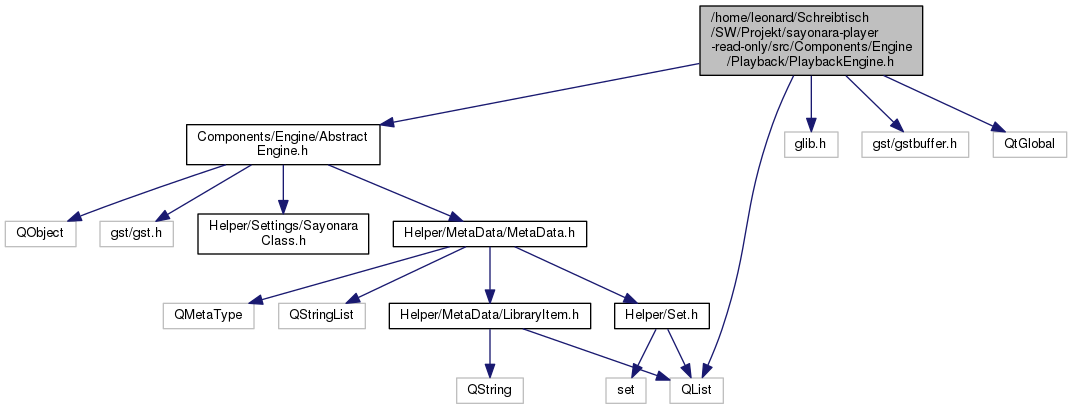 /home/leonard/Schreibtisch
/SW/Projekt/sayonara-player
-read-only/src/Components/Engine
/Playback/PlaybackEngine.h
Components/Engine/Abstract
Engine.h
glib.h
gst/gstbuffer.h
QtGlobal
QObject
gst/gst.h
Helper/Settings/Sayonara
Class.h
Helper/MetaData/MetaData.h
QMetaType
QStringList
Helper/MetaData/LibraryItem.h
Helper/Set.h
QString
set
QList